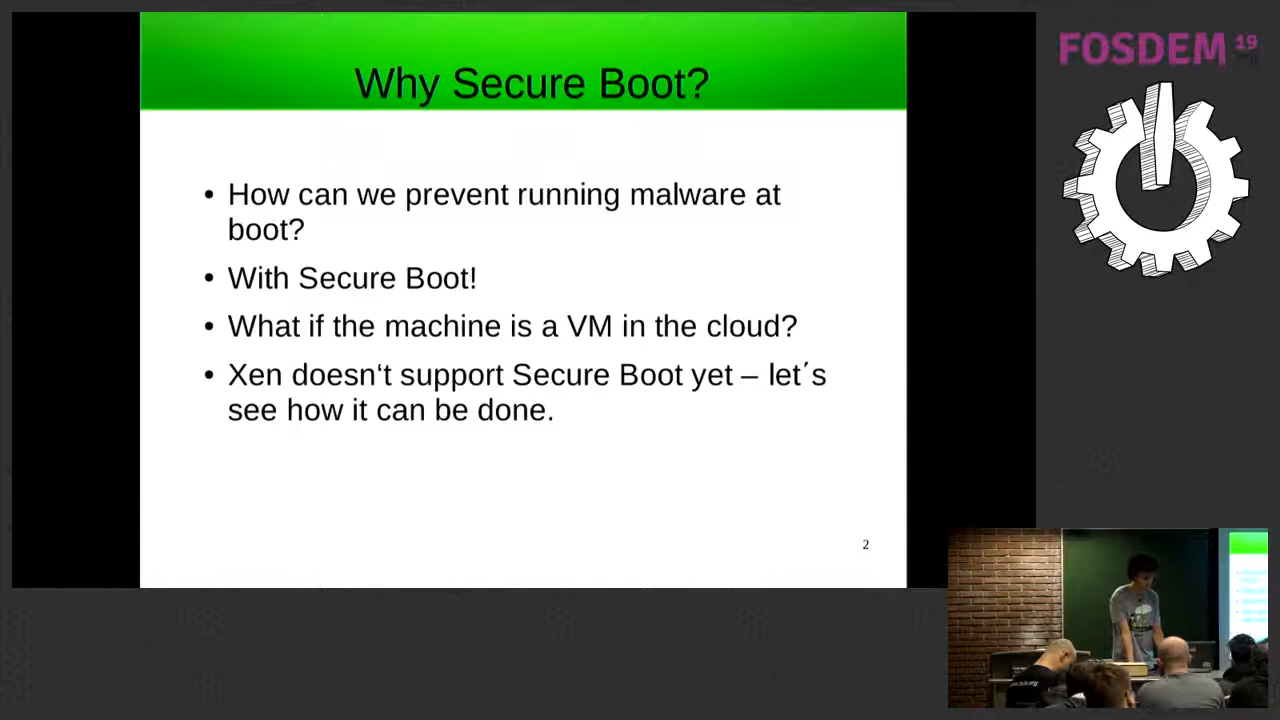 Why Secure Boot?
• How can we prevent running malware at
boot?
• With Secure Boot!
• What if the machine is a VM in the cloud?
• Xen doesn‘t support Secure Boot yet – let´s
see how it can be done.
2
FOSDEM 19